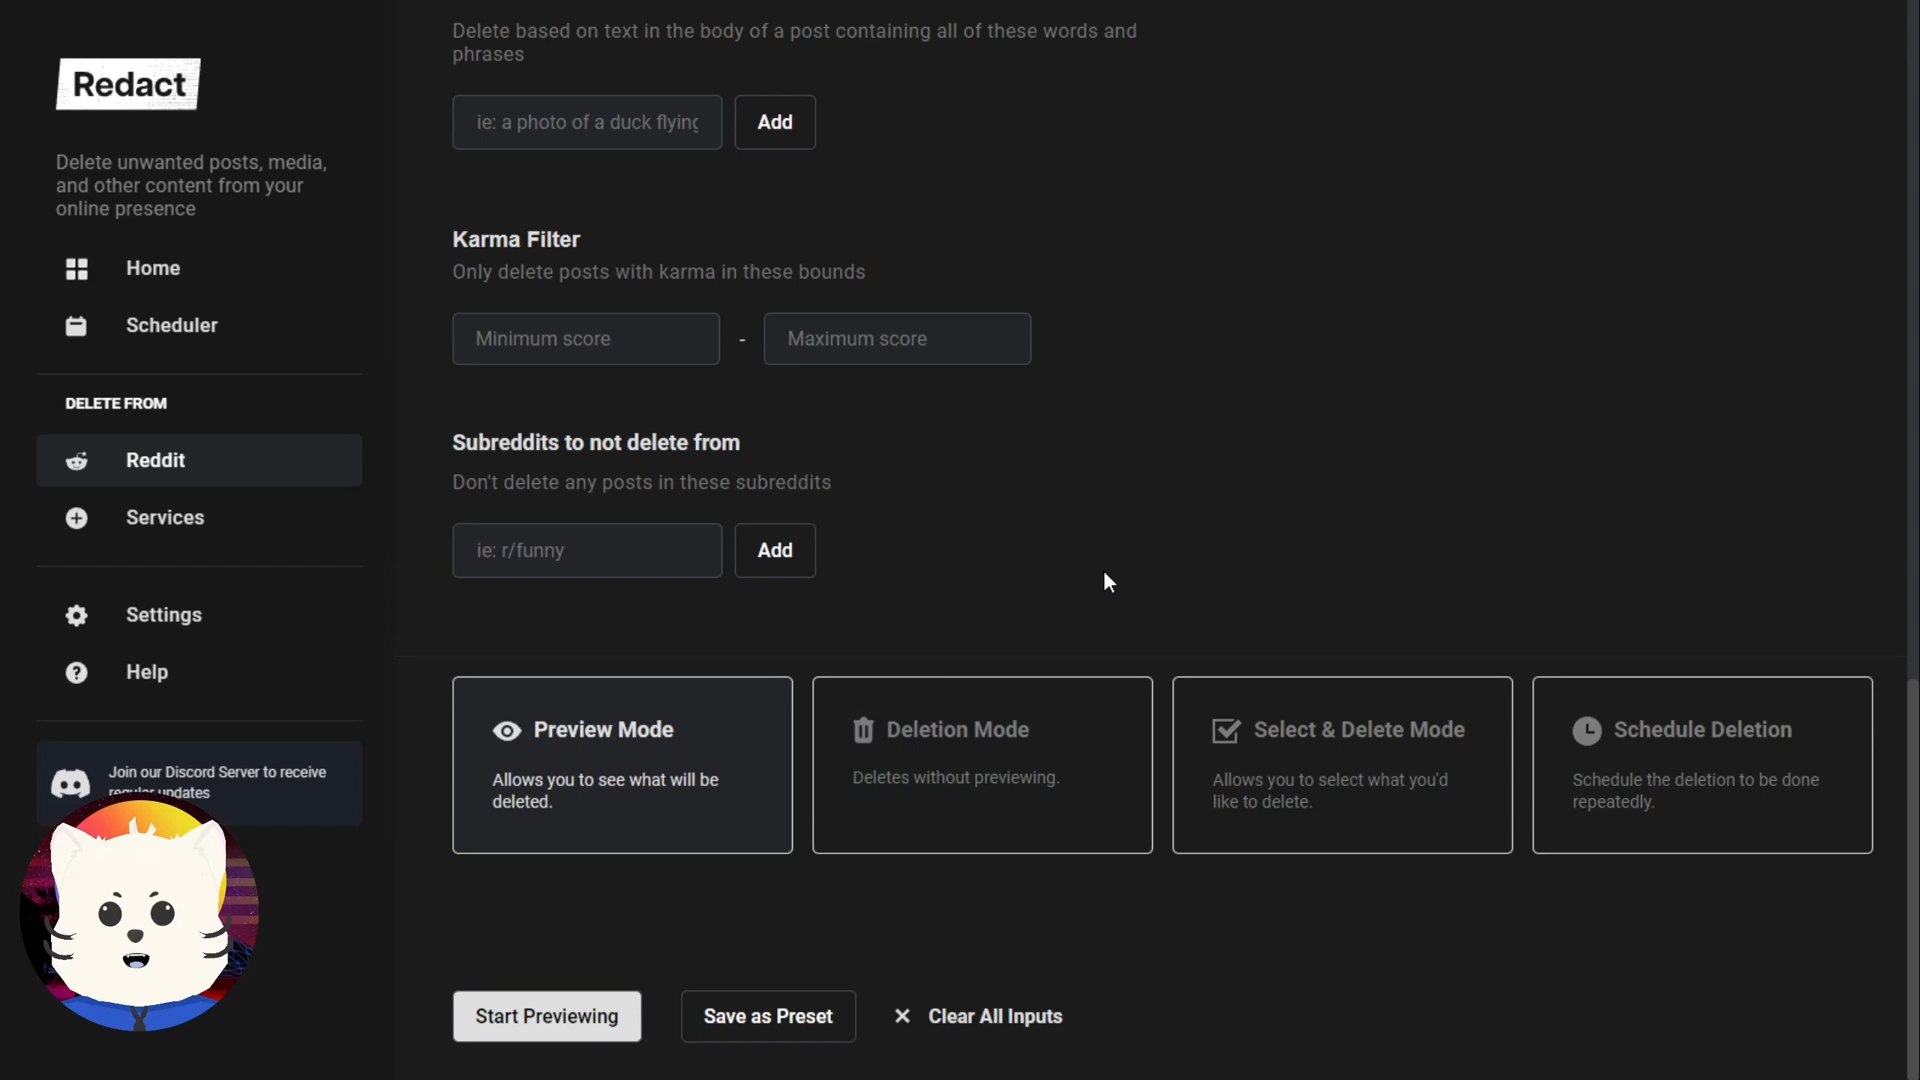 Redact
Delete unwanted posts, media,
and other content from your
online presence
Home
Scheduler
DELETE FROM
Reddit
Services
Settings
Help
Join our Discord Server to receive
regular updates
Delete based on text in the body of a post containing all of these words and
phrases
ie: a photo of a duck flying
Add
Karma Filter
Only delete posts with karma in these bounds
Minimum score
-
Maximum score
Subreddits to not delete from
Don't delete any posts in these subreddits
ie: r/funny
Add
Preview Mode
Allows you to see what will be
deleted.
Deletion Mode
Deletes without previewing.
Select & Delete Mode
Allows you to select what you'd
like to delete.
Schedule Deletion
Schedule the deletion to be done
repeatedly.
Start Previewing
Save as Preset
Clear All Inputs